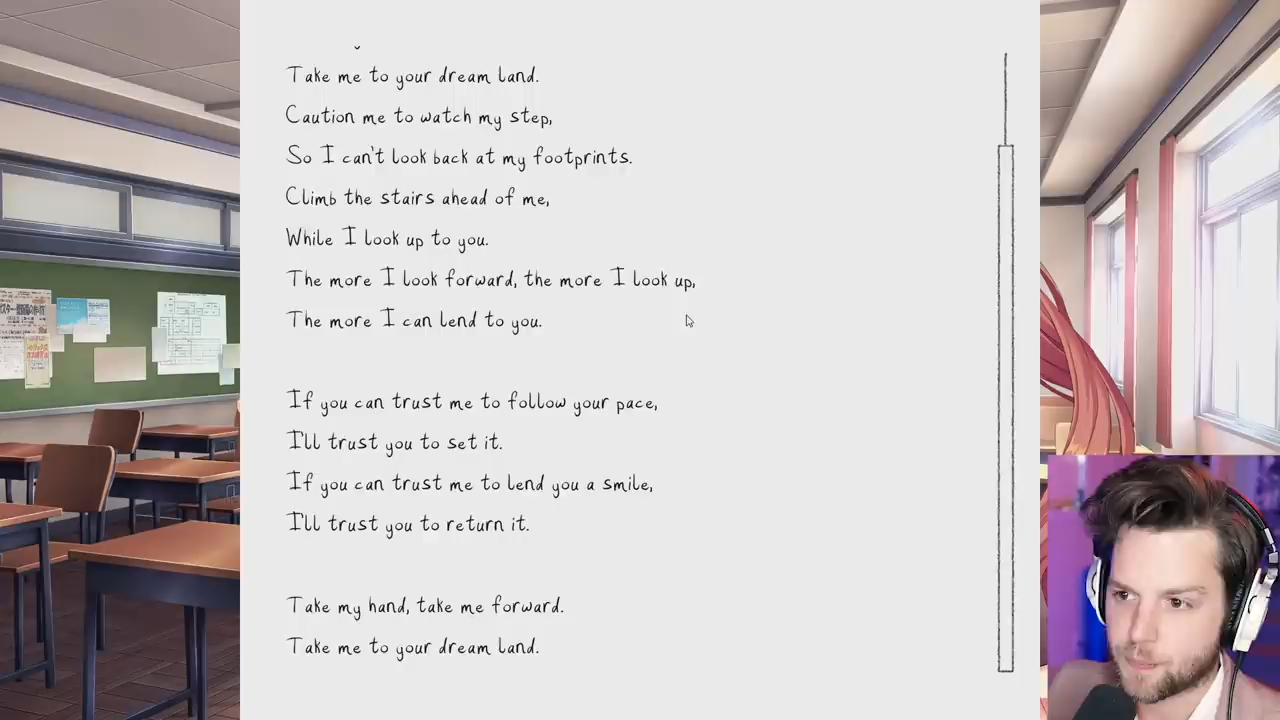 Take me to your dream land.
Caution me to watch my step,
So I can't look back at my footprints.
Climb the stairs ahead of me,
While I look up to you.
The more I look forward, the more I look up,
The more I can lend to you.
If you can trust me to follow your pace,
I'll trust you to set it.
If you can trust me to lend you a smile,
I'll trust you to return it.
Take my hand, take me forward.
Take me to your dream land.